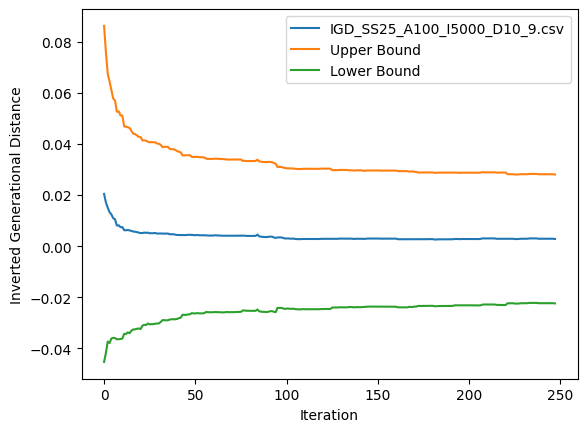 IGD_SS25_A100_I5000_D10_9.csv
Upper Bound
Lower Bound
Inverted Generational Distance
0.08
0.06
0.04
0.02
0.00
−0.02
−0.04
0 50 100 150 200 250
Iteration